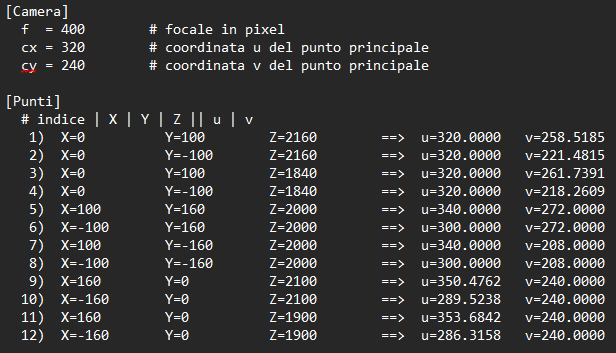 [Camera]
f = 400 # focale in pixel
cx = 320 # coordinata u del punto principale
cy = 240 # coordinata v del punto principale
[Punti]
# indice | X | Y | Z || u | v
1) X=0 Y=100 Z=2160 ==> u=320.0000 v=258.5185
2) X=0 Y=-100 Z=2160 ==> u=320.0000 v=221.4815
3) X=0 Y=100 Z=1840 ==> u=320.0000 v=261.7391
4) X=0 Y=-100 Z=1840 ==> u=320.0000 v=218.2609
5) X=100 Y=160 Z=2000 ==> u=340.0000 v=272.0000
6) X=-100 Y=160 Z=2000 ==> u=300.0000 v=272.0000
7) X=100 Y=-160 Z=2000 ==> u=340.0000 v=208.0000
8) X=-100 Y=-160 Z=2000 ==> u=300.0000 v=208.0000
9) X=160 Y=0 Z=2100 ==> u=350.4762 v=240.0000
10) X=-160 Y=0 Z=2100 ==> u=289.5238 v=240.0000
11) X=160 Y=0 Z=1900 ==> u=353.6842 v=240.0000
12) X=-160 Y=0 Z=1900 ==> u=286.3158 v=240.0000